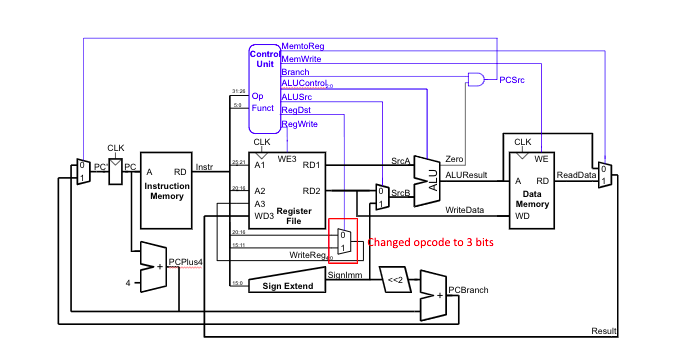 MemtoReg
Control
Unit
MemWrite
Branch
ALUControl2:0
PCSrc
31:26
Op
ALUSrc
5:0
Funct
RegDst
RegWrite
CLK
CLK
CLK
0
1
PC'
PC
A
RD
Instruction
Memory
Instr
25:21
A1
WE3
RD1
20:16
A2
RD2
A3
WD3
Register
File
SrcA
Zero
0
1
SrcB
ALU
ALUResult
WE
A
RD
Data
Memory
WD
ReadData
0
1
WriteData
20:16
15:11
0
1
Changed opcode to 3 bits
WriteReg4:0
PCPlus4
+
4
SignImm
15:0
Sign Extend
<<2
+
PCBranch
Result